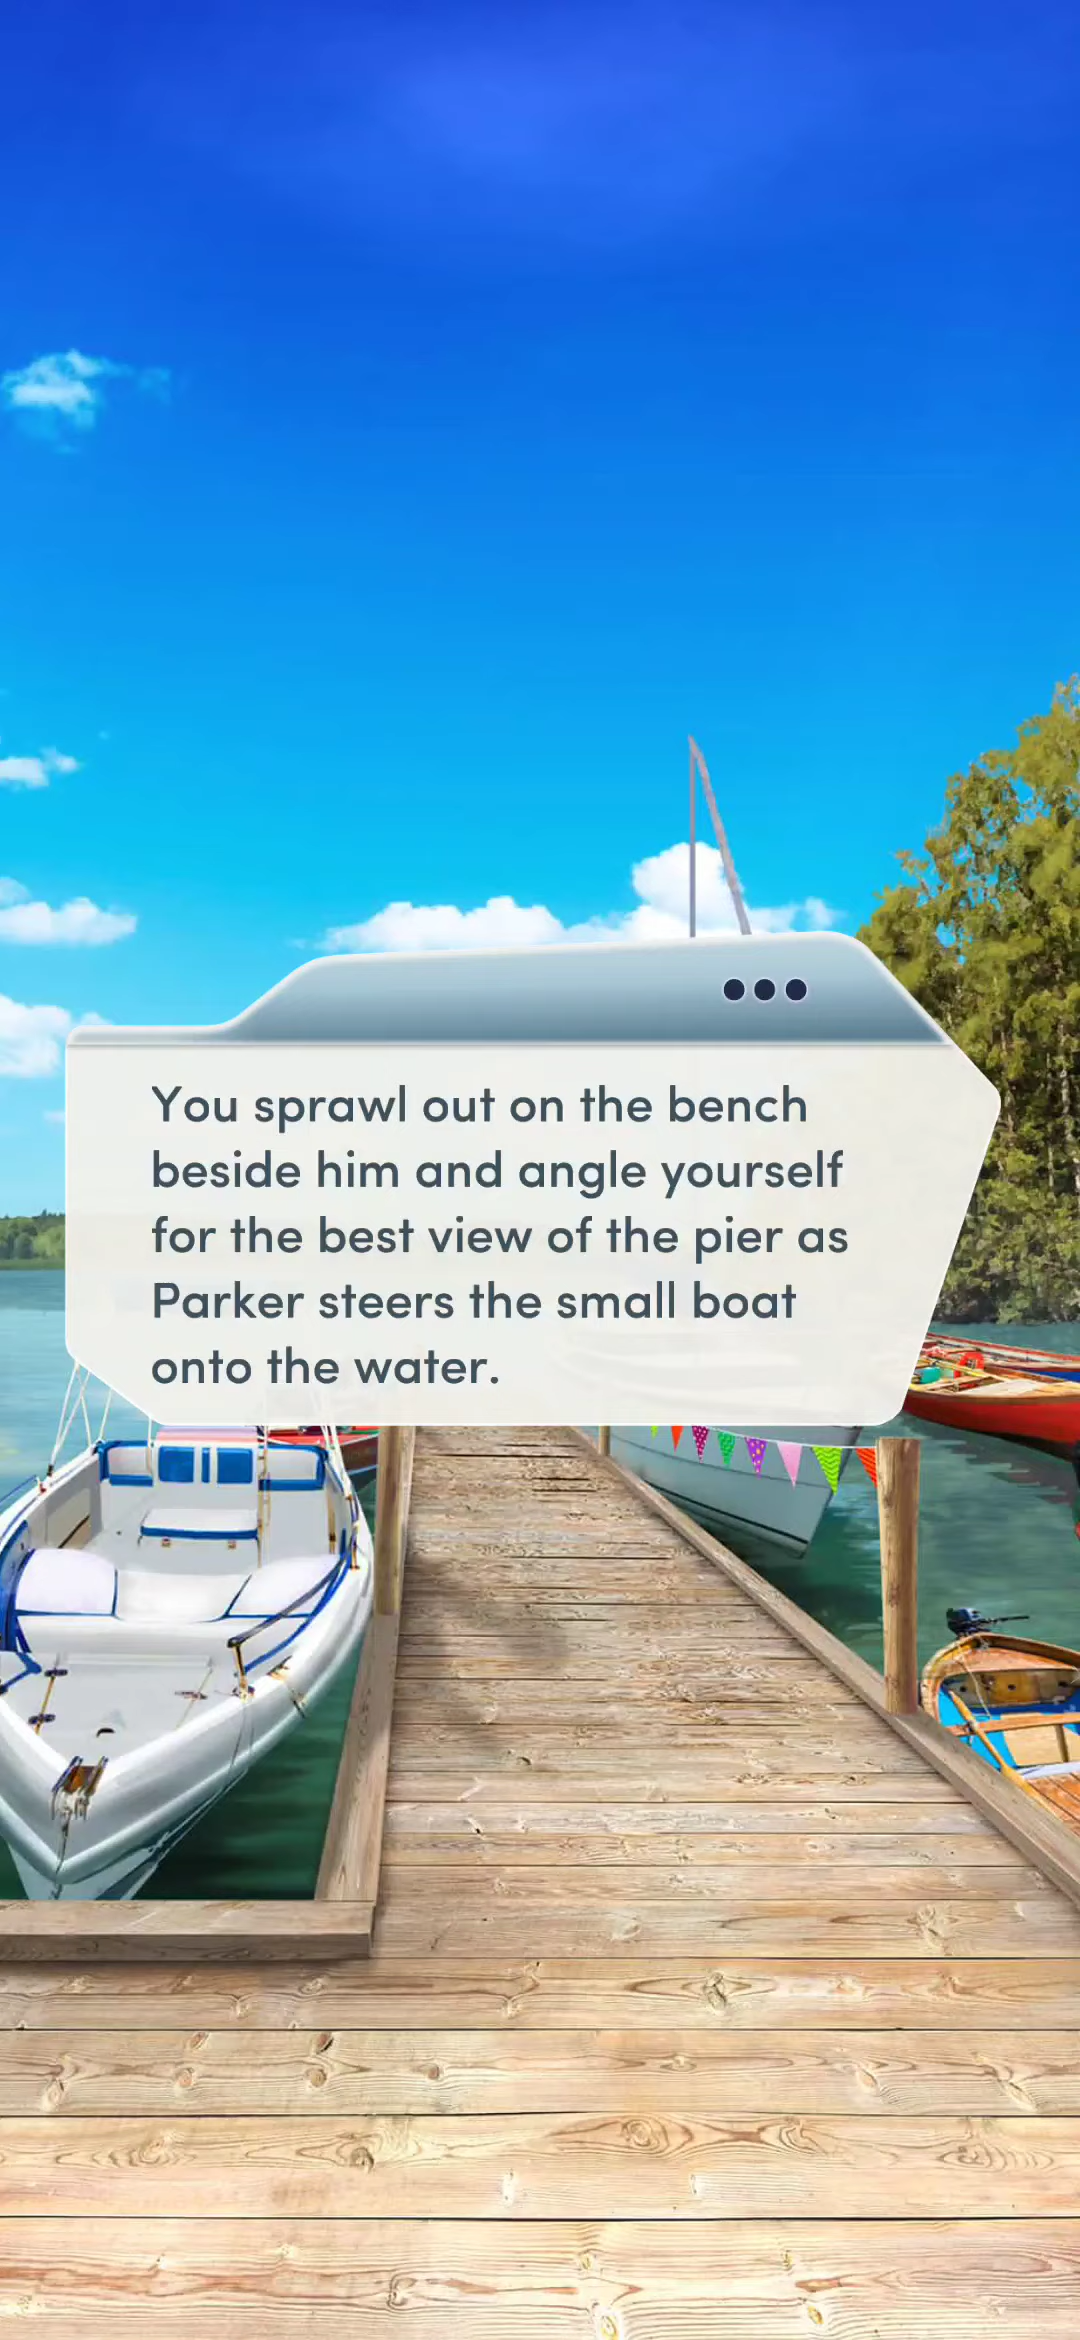 You sprawl out on the bench
beside him and angle yourself
for the best view of the pier as
Parker steers the small boat
onto the water.